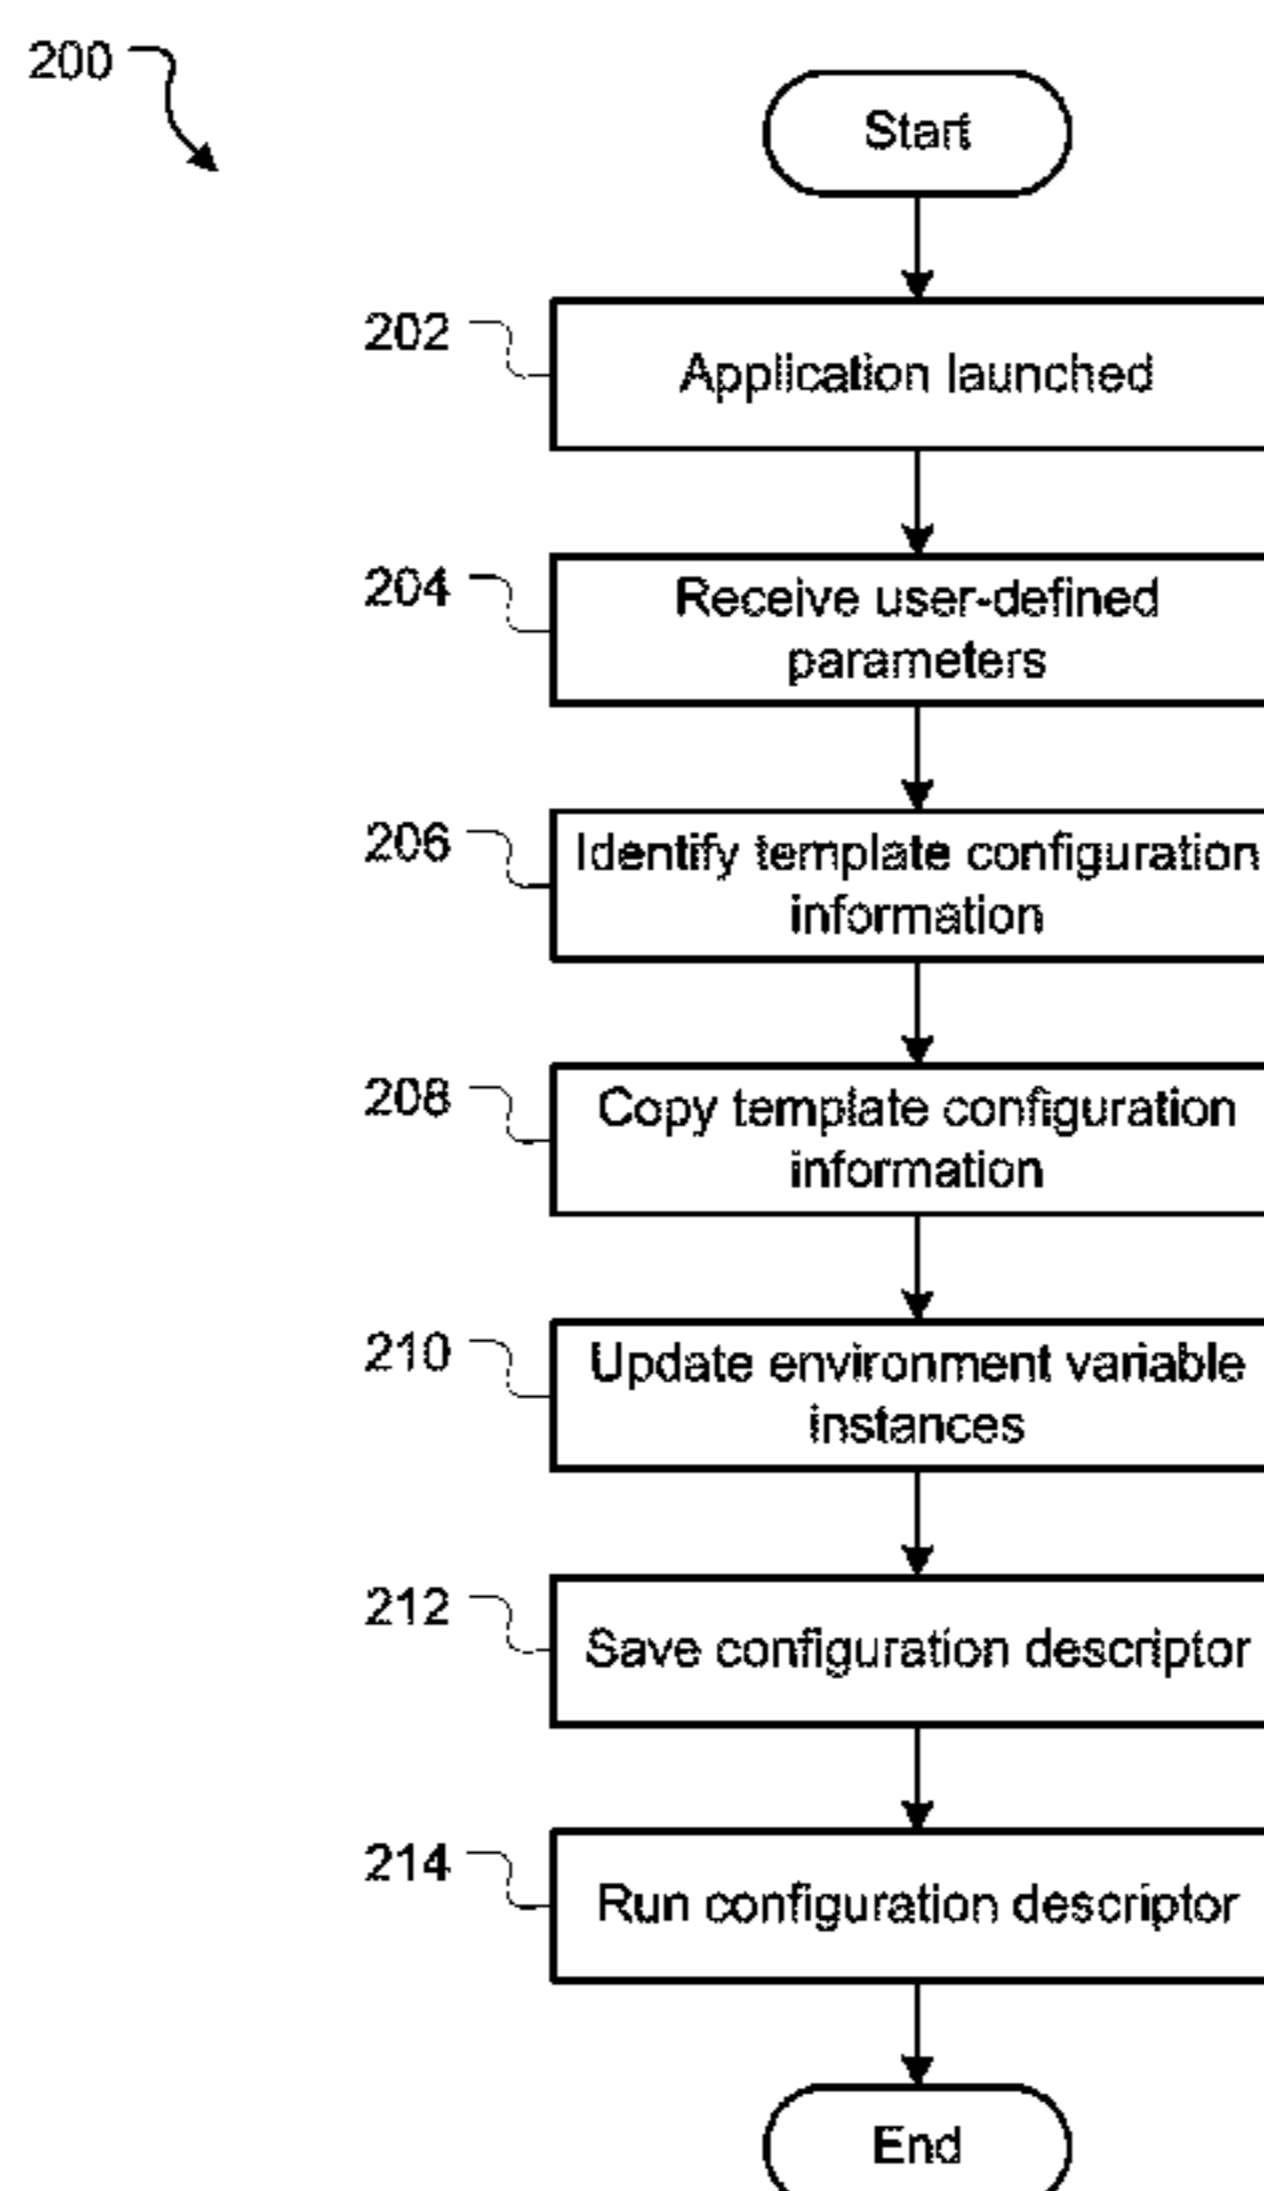 200
Start
202
Application launched
204
Receive user-defined
parameters
206
Identify template configuration
information
208
Copy template configuration
information
210
Update environment variable
instances
212
Save configuration descriptor
214
Run configuration descriptor
End